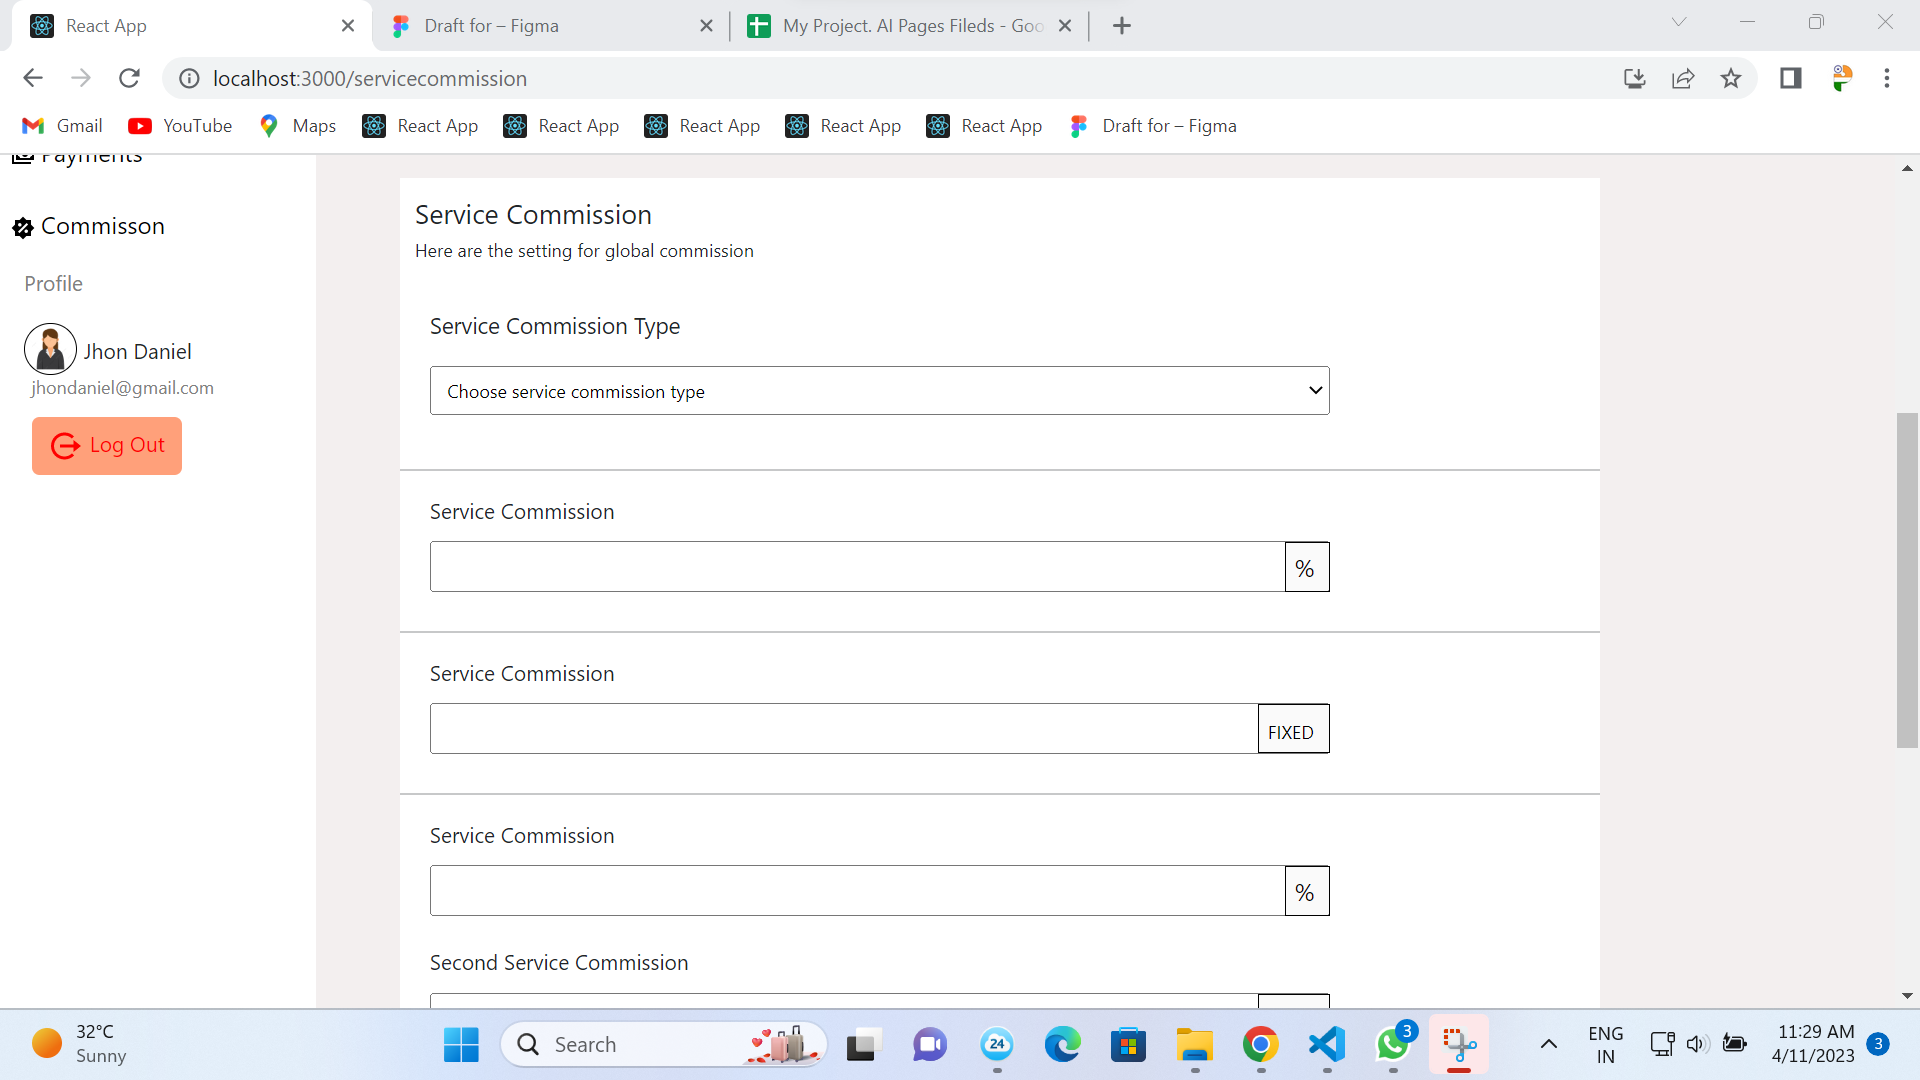 React App
Draft for – Figma
My Project. AI Pages Fileds - Goo
localhost:3000/servicecommission
Gmail
YouTube
Maps
React App
React App
React App
React App
React App
Draft for – Figma
Payments
Commisson
Profile
Jhon Daniel
jhondaniel@gmail.com
Log Out
Service Commission
Here are the setting for global commission
Service Commission Type
Choose service commission type
Service Commission
%
Service Commission
FIXED
Service Commission
%
Second Service Commission
32°C
Sunny
Search
24
3
ENG
IN
11:29 AM
4/11/2023
3